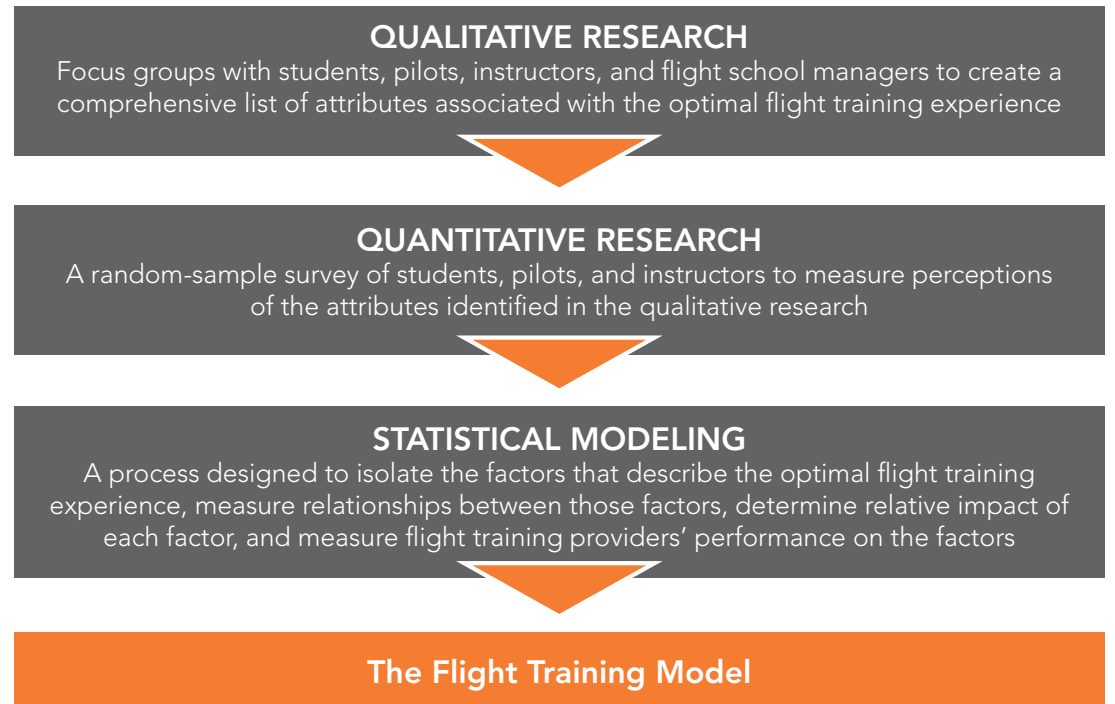 QUALITATIVE RESEARCH
Focus groups with students, pilots, instructors, and flight school managers to create a
comprehensive list of attributes associated with the optimal flight training experience
QUANTITATIVE RESEARCH
A random-sample survey of students, pilots, and instructors to measure perceptions
of the attributes identified in the qualitative research
STATISTICAL MODELING
A process designed to isolate the factors that describe the optimal flight training
experience, measure relationships between those factors, determine relative impact of
each factor, and measure flight training providers’ performance on the factors
The Flight Training Model